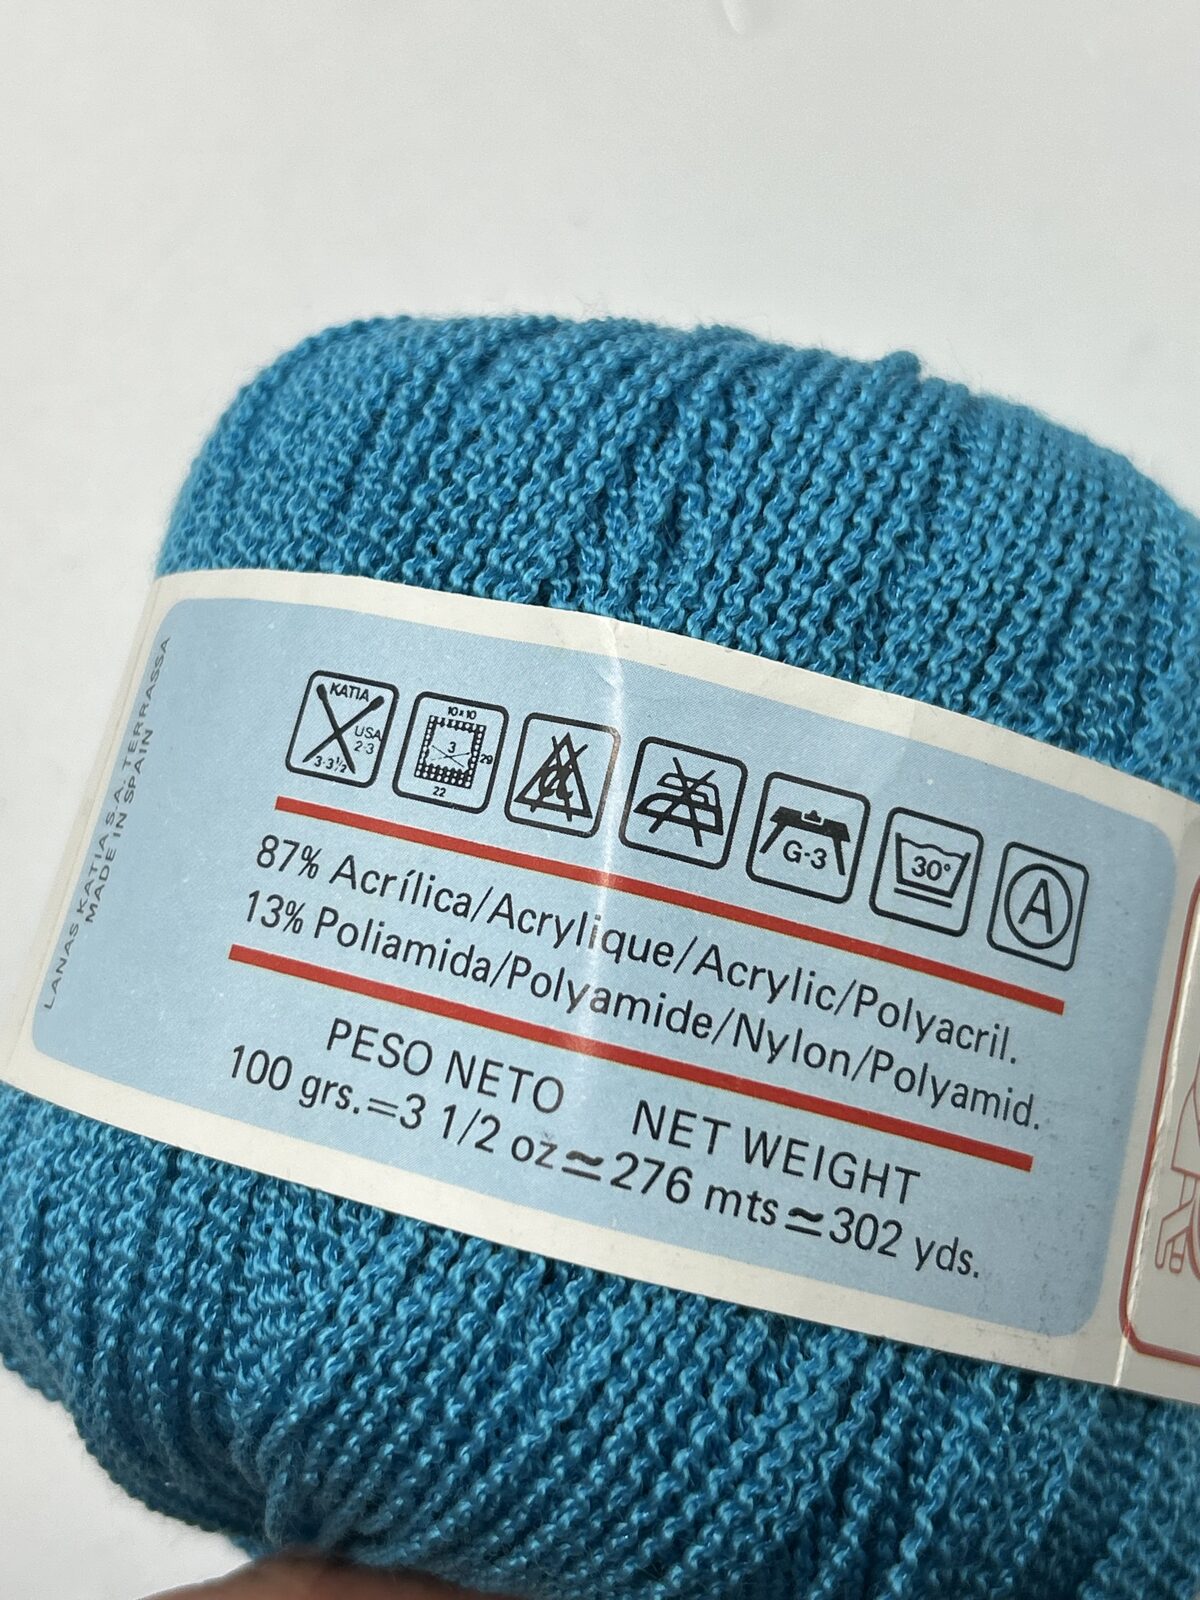 LANAS KATIA S.A. TERRASSA
MADE IN SPAIN
KATIA
USA
2-3
3-3½
10x10
3
29
22
G-3
30°
A
87% Acrílica/Acrylique/Acrylic/Polyacril.
13% Poliamida/Polyamide/Nylon/Polyamid.
PESO NETO NET WEIGHT
100 grs.=3 1/2 oz≃276 mts≃302 yds.